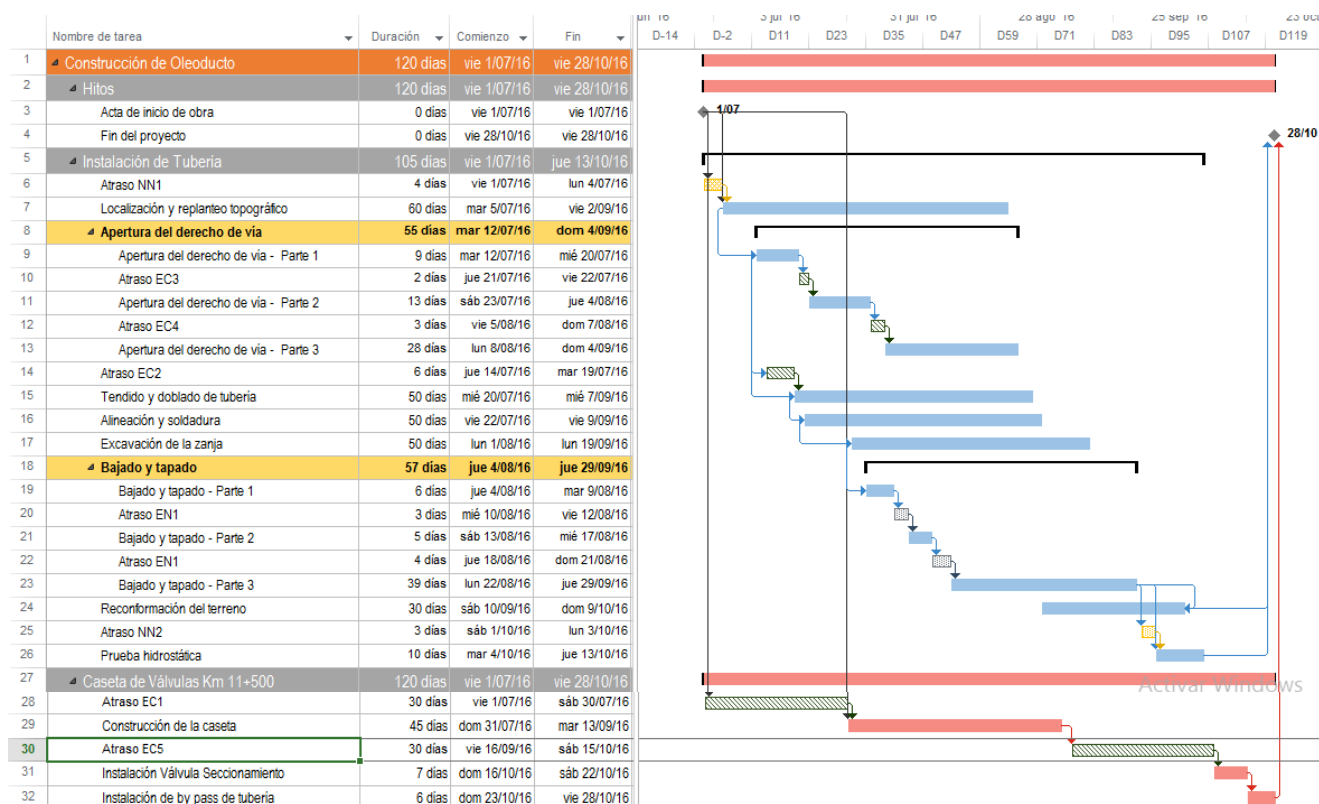 un 16 3 jul 16 31 jul 16 28 ago 16 25 sep 16 23 oc
Nombre de tarea Duración Comienzo Fin D-14 D-2 D11 D23 D35 D47 D59 D71 D83 D95 D107 D119
1 Construcción de Oleoducto 120 días vie 1/07/16 vie 28/10/16
2 Hitos 120 días vie 1/07/16 vie 28/10/16
3 Acta de inicio de obra 0 días vie 1/07/16 vie 1/07/16 1/07
4 Fin del proyecto 0 días vie 28/10/16 vie 28/10/16 28/10
5 Instalación de Tubería 105 días vie 1/07/16 jue 13/10/16
6 Atraso NN1 4 días vie 1/07/16 lun 4/07/16
7 Localización y replanteo topográfico 60 días mar 5/07/16 vie 2/09/16
8 Apertura del derecho de vía 55 días mar 12/07/16 dom 4/09/16
9 Apertura del derecho de vía - Parte 1 9 días mar 12/07/16 mié 20/07/16
10 Atraso EC3 2 días jue 21/07/16 vie 22/07/16
11 Apertura del derecho de vía - Parte 2 13 días sáb 23/07/16 jue 4/08/16
12 Atraso EC4 3 días vie 5/08/16 dom 7/08/16
13 Apertura del derecho de vía - Parte 3 28 días lun 8/08/16 dom 4/09/16
14 Atraso EC2 6 días jue 14/07/16 mar 19/07/16
15 Tendido y doblado de tubería 50 días mié 20/07/16 mié 7/09/16
16 Alineación y soldadura 50 días vie 22/07/16 vie 9/09/16
17 Excavación de la zanja 50 días lun 1/08/16 lun 19/09/16
18 Bajado y tapado 57 días jue 4/08/16 jue 29/09/16
19 Bajado y tapado - Parte 1 6 días jue 4/08/16 mar 9/08/16
20 Atraso EN1 3 días mié 10/08/16 vie 12/08/16
21 Bajado y tapado - Parte 2 5 días sáb 13/08/16 mié 17/08/16
22 Atraso EN1 4 días jue 18/08/16 dom 21/08/16
23 Bajado y tapado - Parte 3 39 días lun 22/08/16 jue 29/09/16
24 Reconformación del terreno 30 días sáb 10/09/16 dom 9/10/16
25 Atraso NN2 3 días sáb 1/10/16 lun 3/10/16
26 Prueba hidrostática 10 días mar 4/10/16 jue 13/10/16
27 Caseta de Válvulas Km 11+500 120 días vie 1/07/16 vie 28/10/16
Activar Windows
28 Atraso EC1 30 días vie 1/07/16 sáb 30/07/16
29 Construcción de la caseta 45 días dom 31/07/16 mar 13/09/16
30 Atraso EC5 30 días vie 16/09/16 sáb 15/10/16
31 Instalación Válvula Seccionamiento 7 días dom 16/10/16 sáb 22/10/16
32 Instalación de by pass de tubería 6 días dom 23/10/16 vie 28/10/16